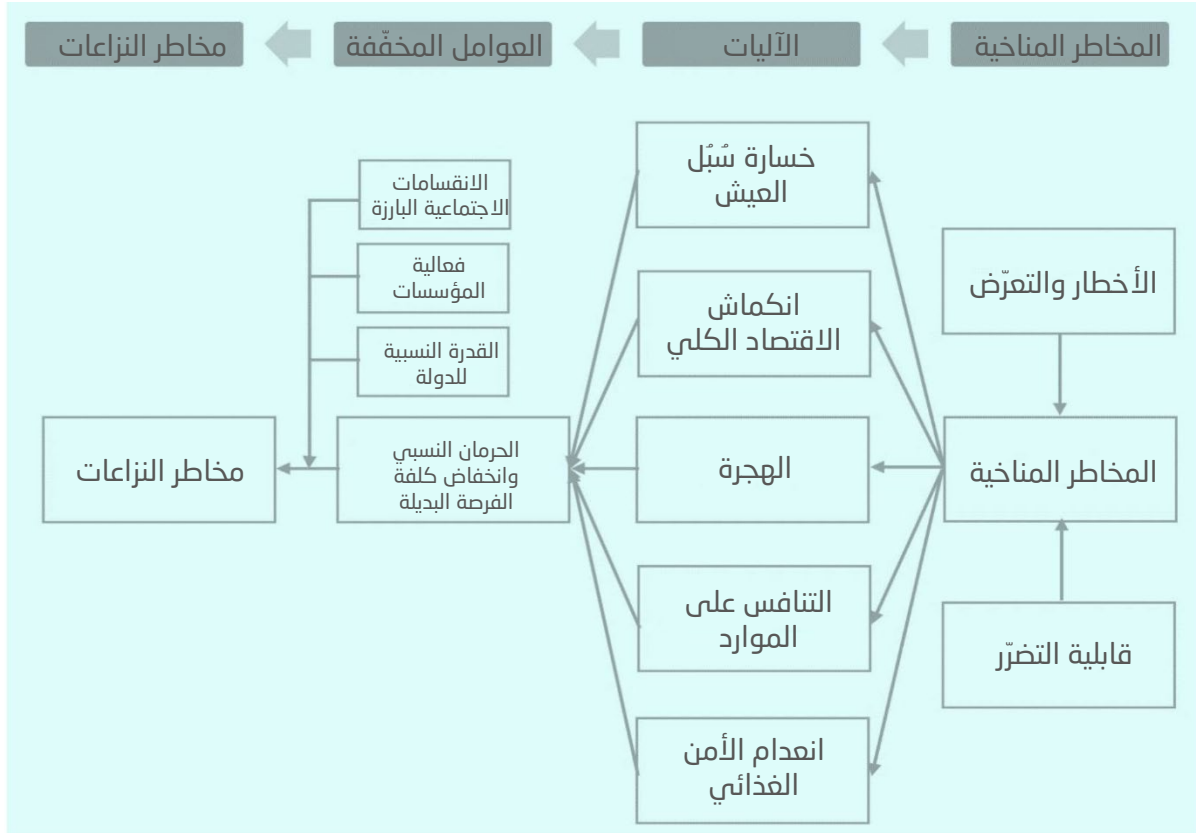 المخاطر المناخية
الآليات
العوامل المخفّفة
مخاطر النزاعات
الأخطار والتعرّض
المخاطر المناخية
قابلية التضرّر
خسارة سُبُل
العيش
انكماش
الاقتصاد الكلي
الهجرة
التنافس على
الموارد
انعدام الأمن
الغذائي
الانقسامات
الاجتماعية البارزة
فعالية
المؤسسات
القدرة النسبية
للدولة
الحرمان النسبي
وانخفاض كلفة
الفرصة البديلة
مخاطر النزاعات